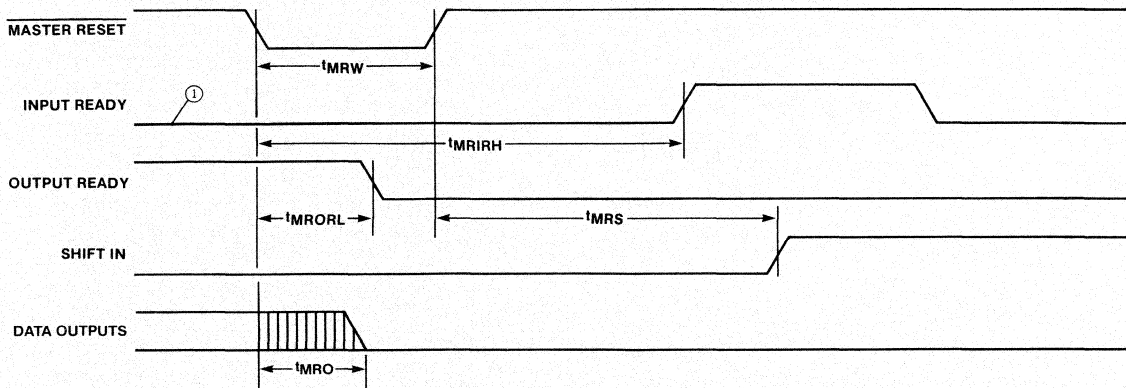 MASTER RESET
tMRW
INPUT READY
1
tMRIRH
OUTPUT READY
tMRORL
tMRS
SHIFT IN
DATA OUTPUTS
tMRO